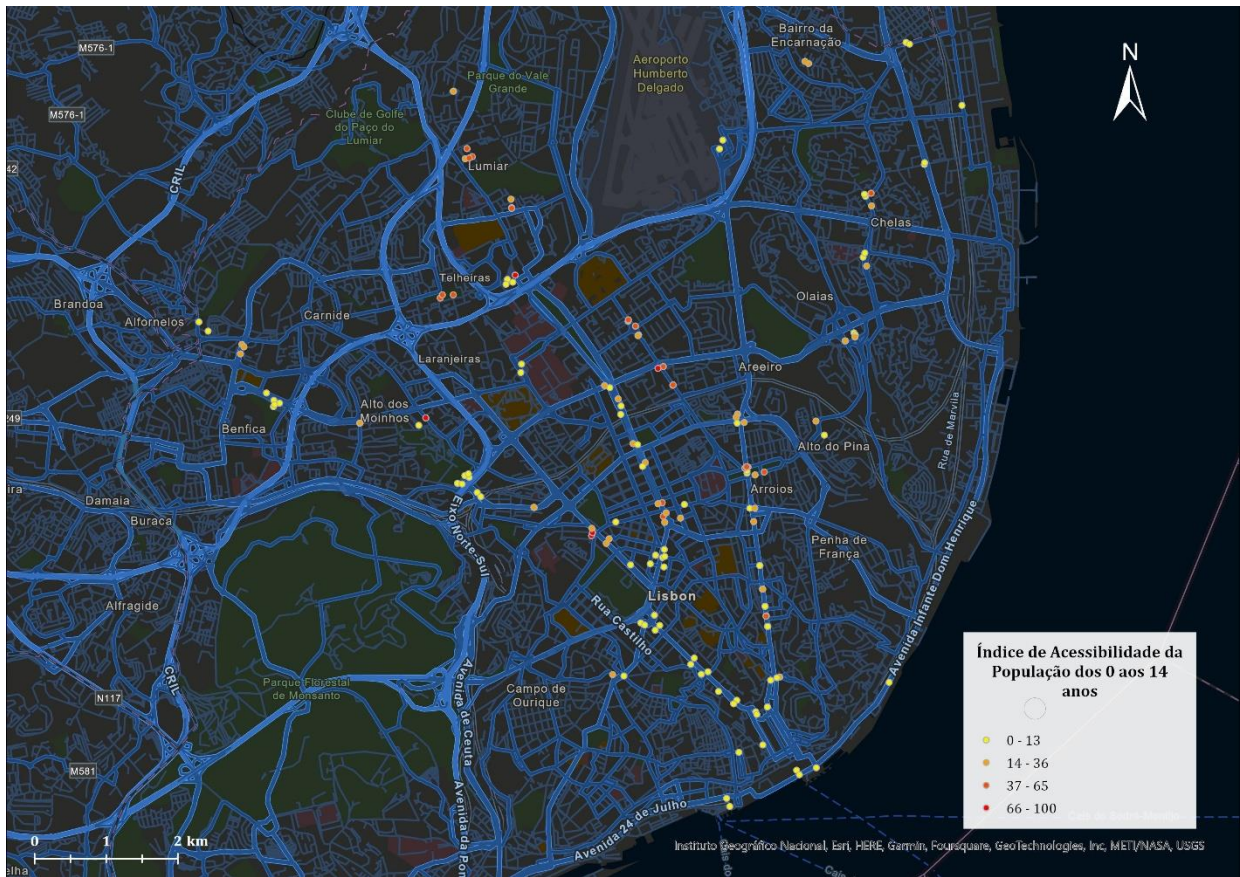 Bairro da
Encarnação
N
M576-1
Aeroporto
Humberto
Delgado
Parque do Vale
Grande
M576-1
Clube de Golfe
do Paço do
Lumiar
42
CRIL
Lumiar
Chelas
Telheiras
Brandoa
Olaias
Carnide
Alfornelos
Laranjeiras
Areeiro
Alto dos
Moinhos
249
Benfica
Alto do Pina
Rua de Marvila
Arroios
Damaia
Buraca
Eixo Norte-Sul
Penha de
França
Avenida Infante Dom Henrique
Alfragide
Lisbon
Rua Castilho
CRIL
Parque Florestal
de Monsanto
N117
Avenida de Ceuta
Campo de
Ourique
M581
Avenida da Pon
Avenida 24 de Julho
Índice de Acessibilidade da
População dos 0 aos 14
anos
0 - 13
14 - 36
37 - 65
66 - 100
0 1 2 km
Instituto Geográfico Nacional, Esri, HERE, Garmin, Foursquare, GeoTechnologies, Inc, METI/NASA, USGS